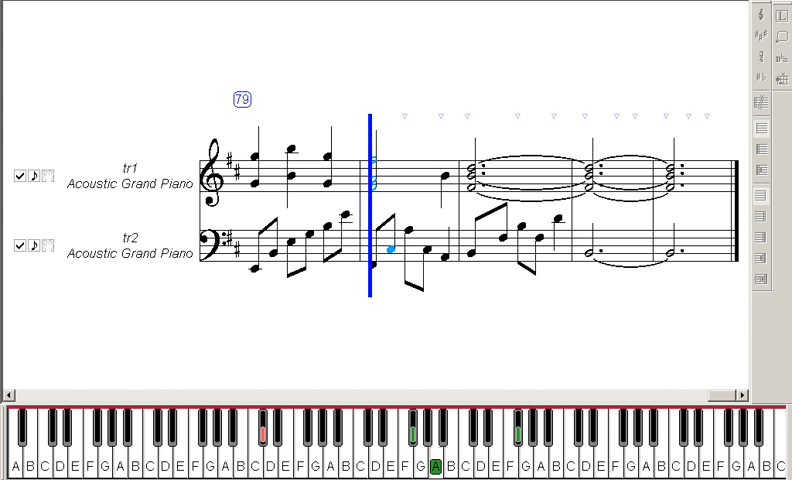 79
tr1
Acoustic Grand Piano
tr2
Acoustic Grand Piano
L
A B C D E F G A B C D E F G A B C D E F G A B C D E F G A B C D E F G A B C D E F G A B C D E F G A B C